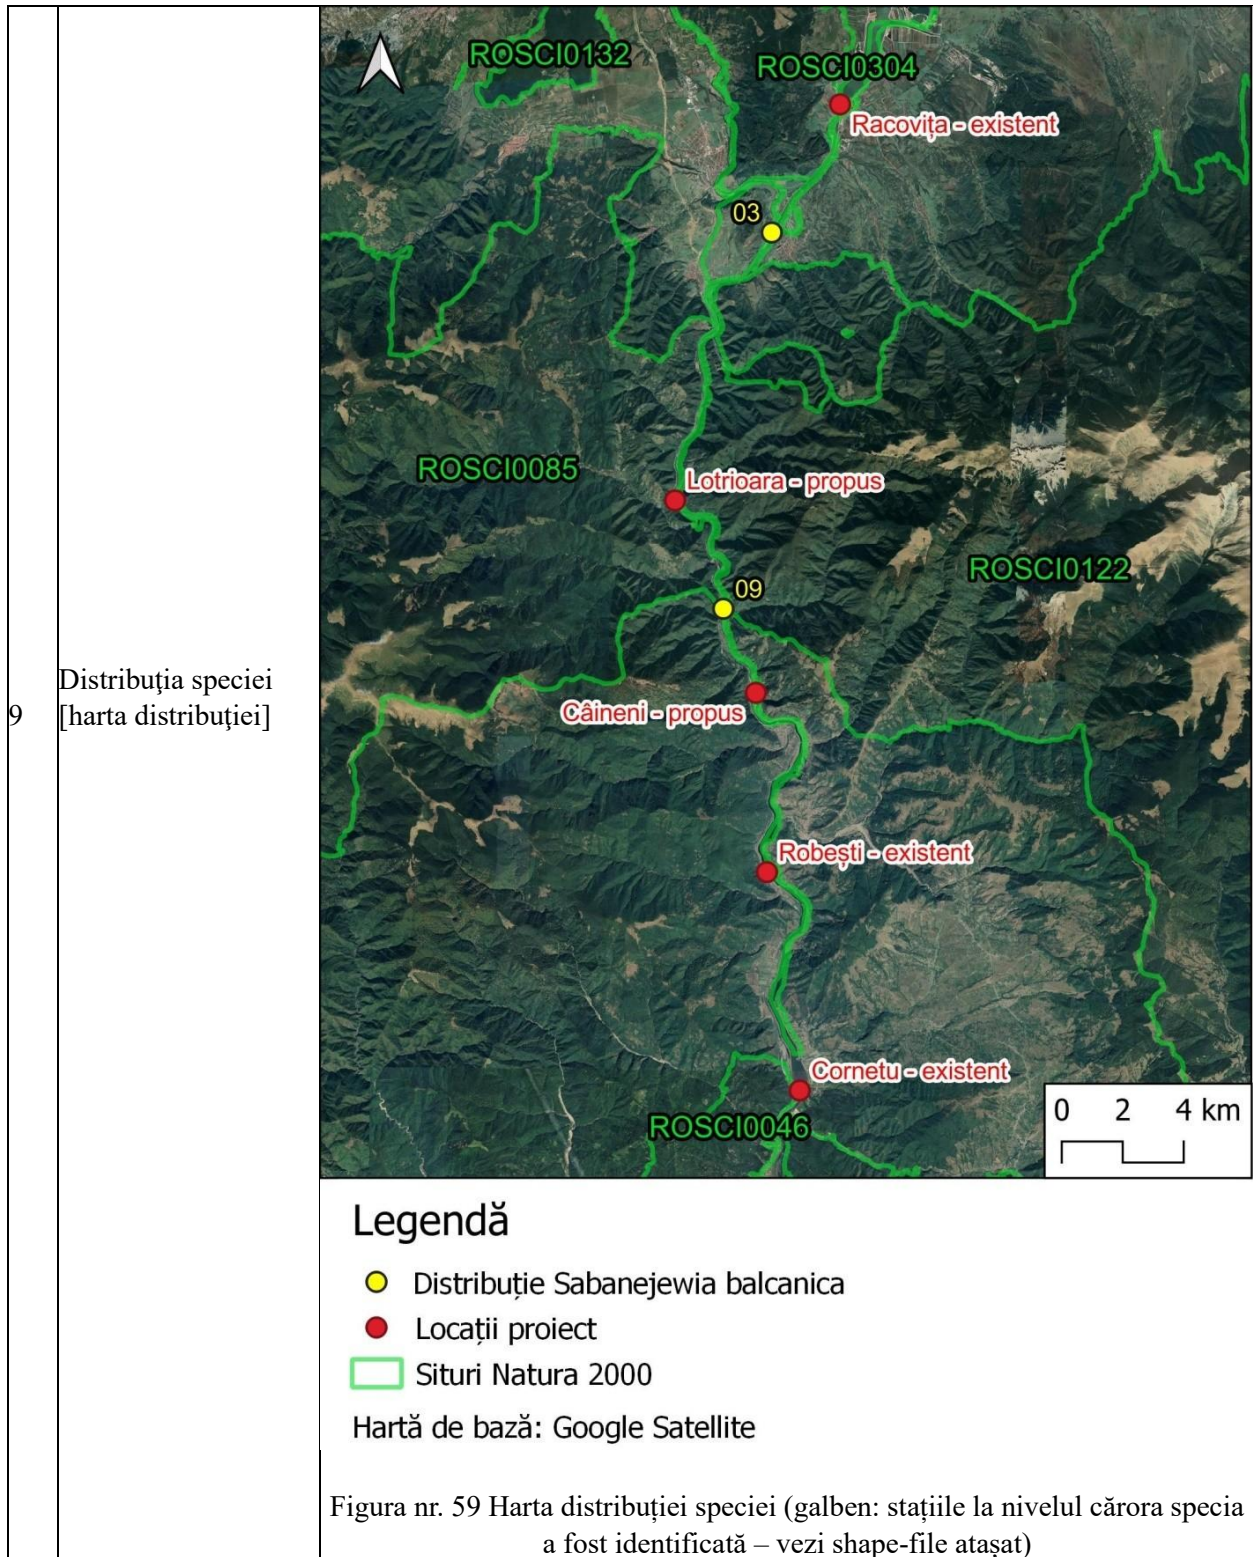 9
Distribuţia speciei
[harta distribuţiei]
ROSCI0132
ROSCI0304
Racovița - existent
03
ROSCI0085
Lotrioara - propus
ROSCI0122
09
Câineni - propus
Robești - existent
Cornetu - existent
ROSCI0046
0 2 4 km
Legendă
Distribuție Sabanejewia balcanica
Locații proiect
Situri Natura 2000
Hartă de bază: Google Satellite
Figura nr. 59 Harta distribuției speciei (galben: stațiile la nivelul cărora specia
a fost identificată – vezi shape-file atașat)